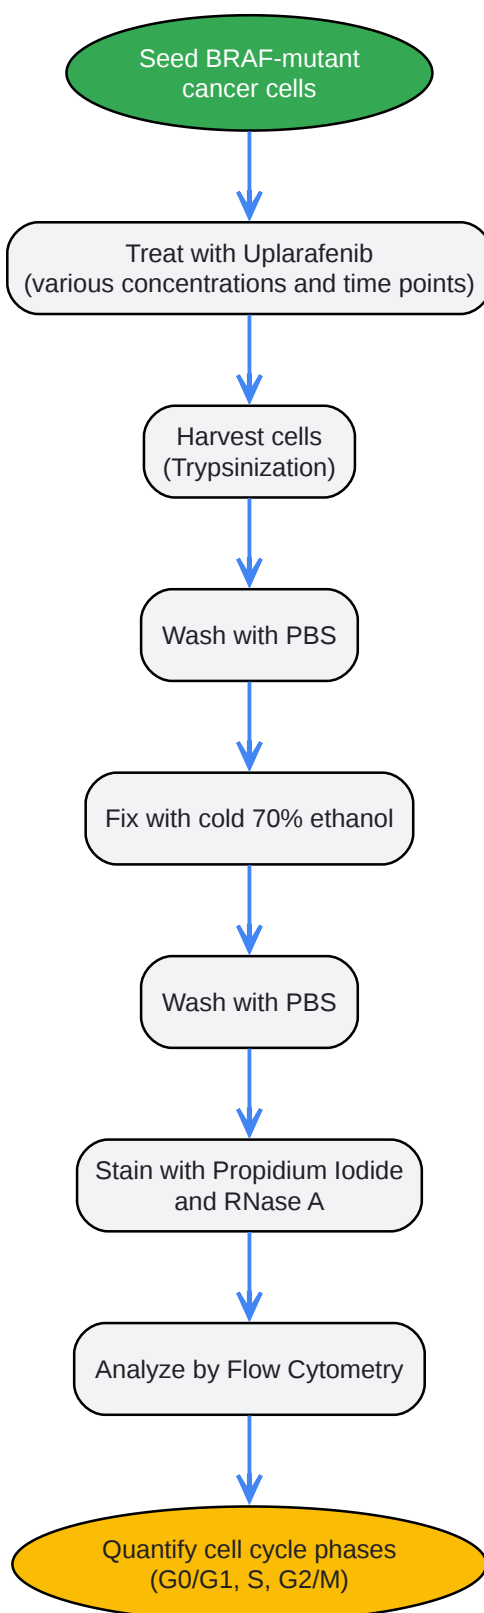 Seed BRAF-mutant
cancer cells
Treat with Uplarafenib
(various concentrations and time points)
Harvest cells
(Trypsinization)
Wash with PBS
Fix with cold 70% ethanol
Wash with PBS
Stain with Propidium Iodide
and RNase A
Analyze by Flow Cytometry
Quantify cell cycle phases
(G0/G1, S, G2/M)